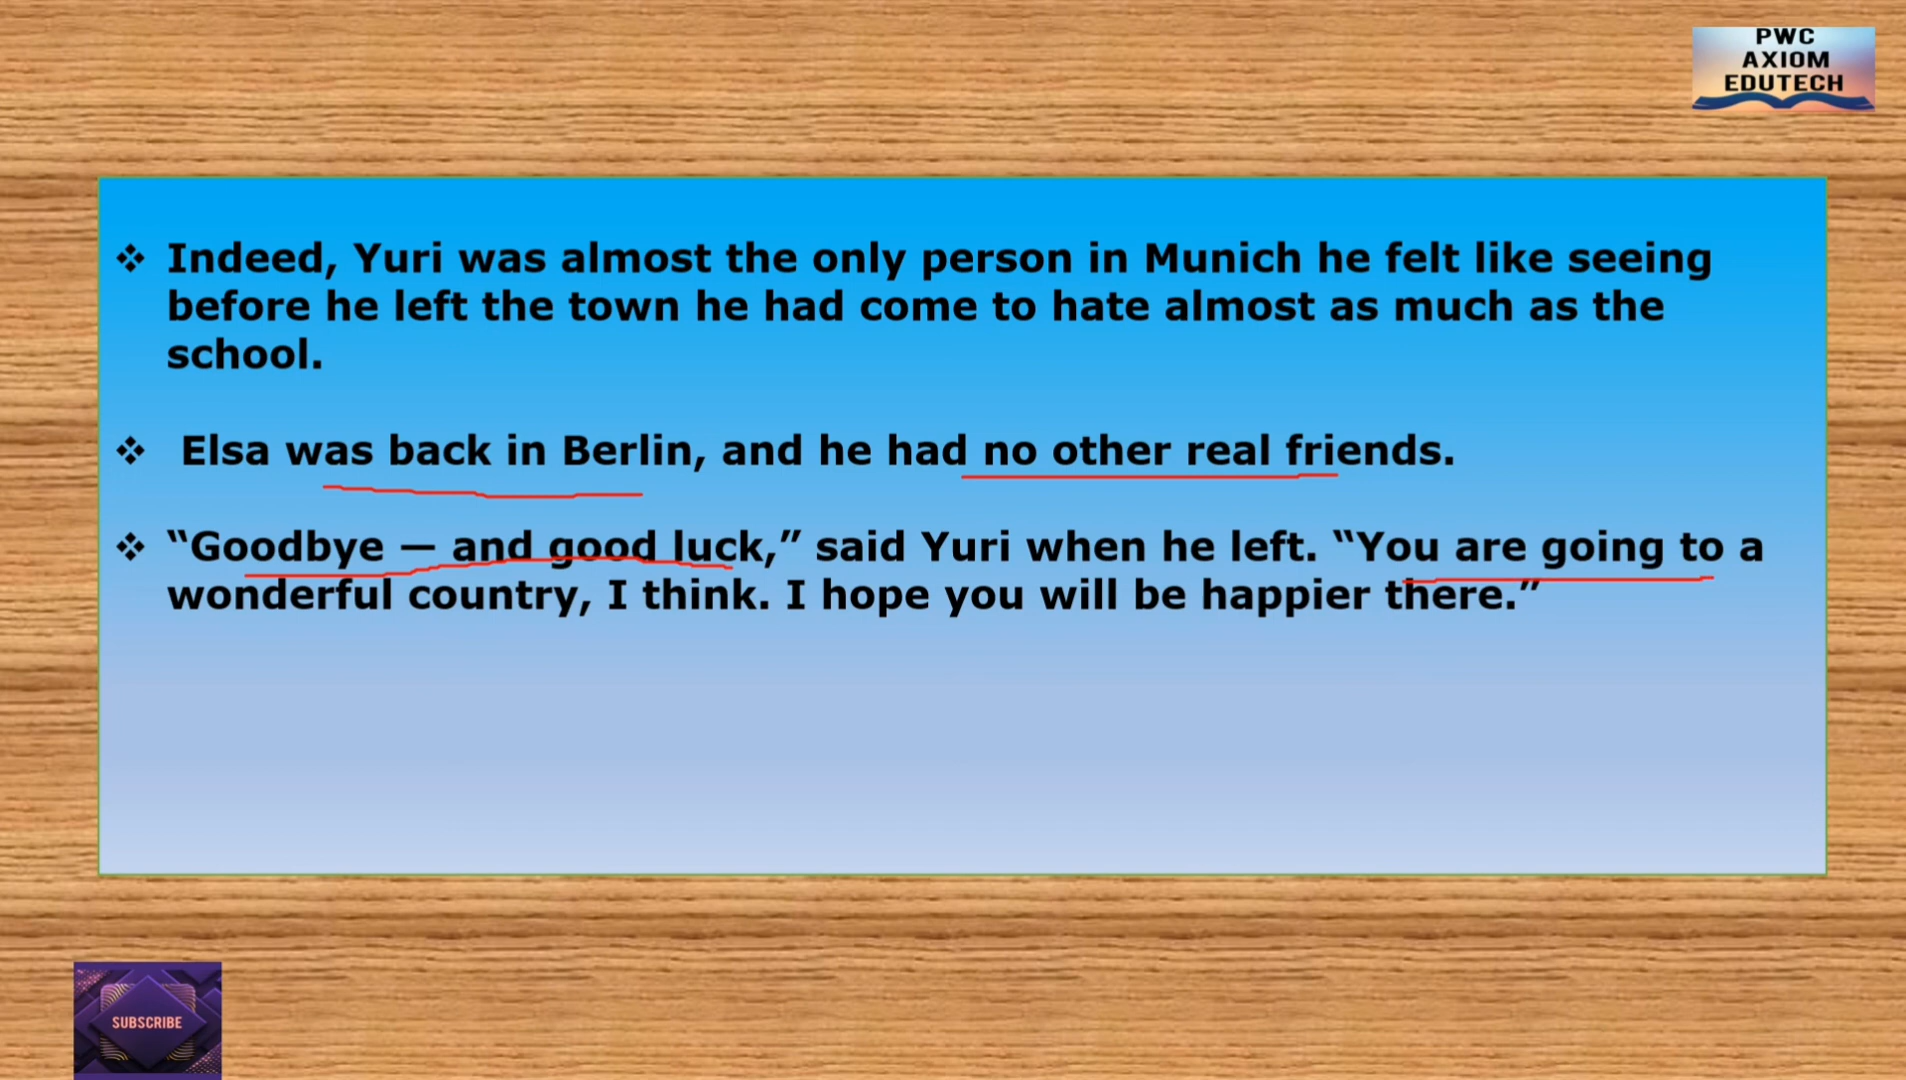 PWC
AXIOM
EDUTECH
❖ Indeed, Yuri was almost the only person in Munich he felt like seeing
before he left the town he had come to hate almost as much as the
school.
❖ Elsa was back in Berlin, and he had no other real friends.
❖ “Goodbye — and good luck,” said Yuri when he left. “You are going to a
wonderful country, I think. I hope you will be happier there.”
SUBSCRIBE